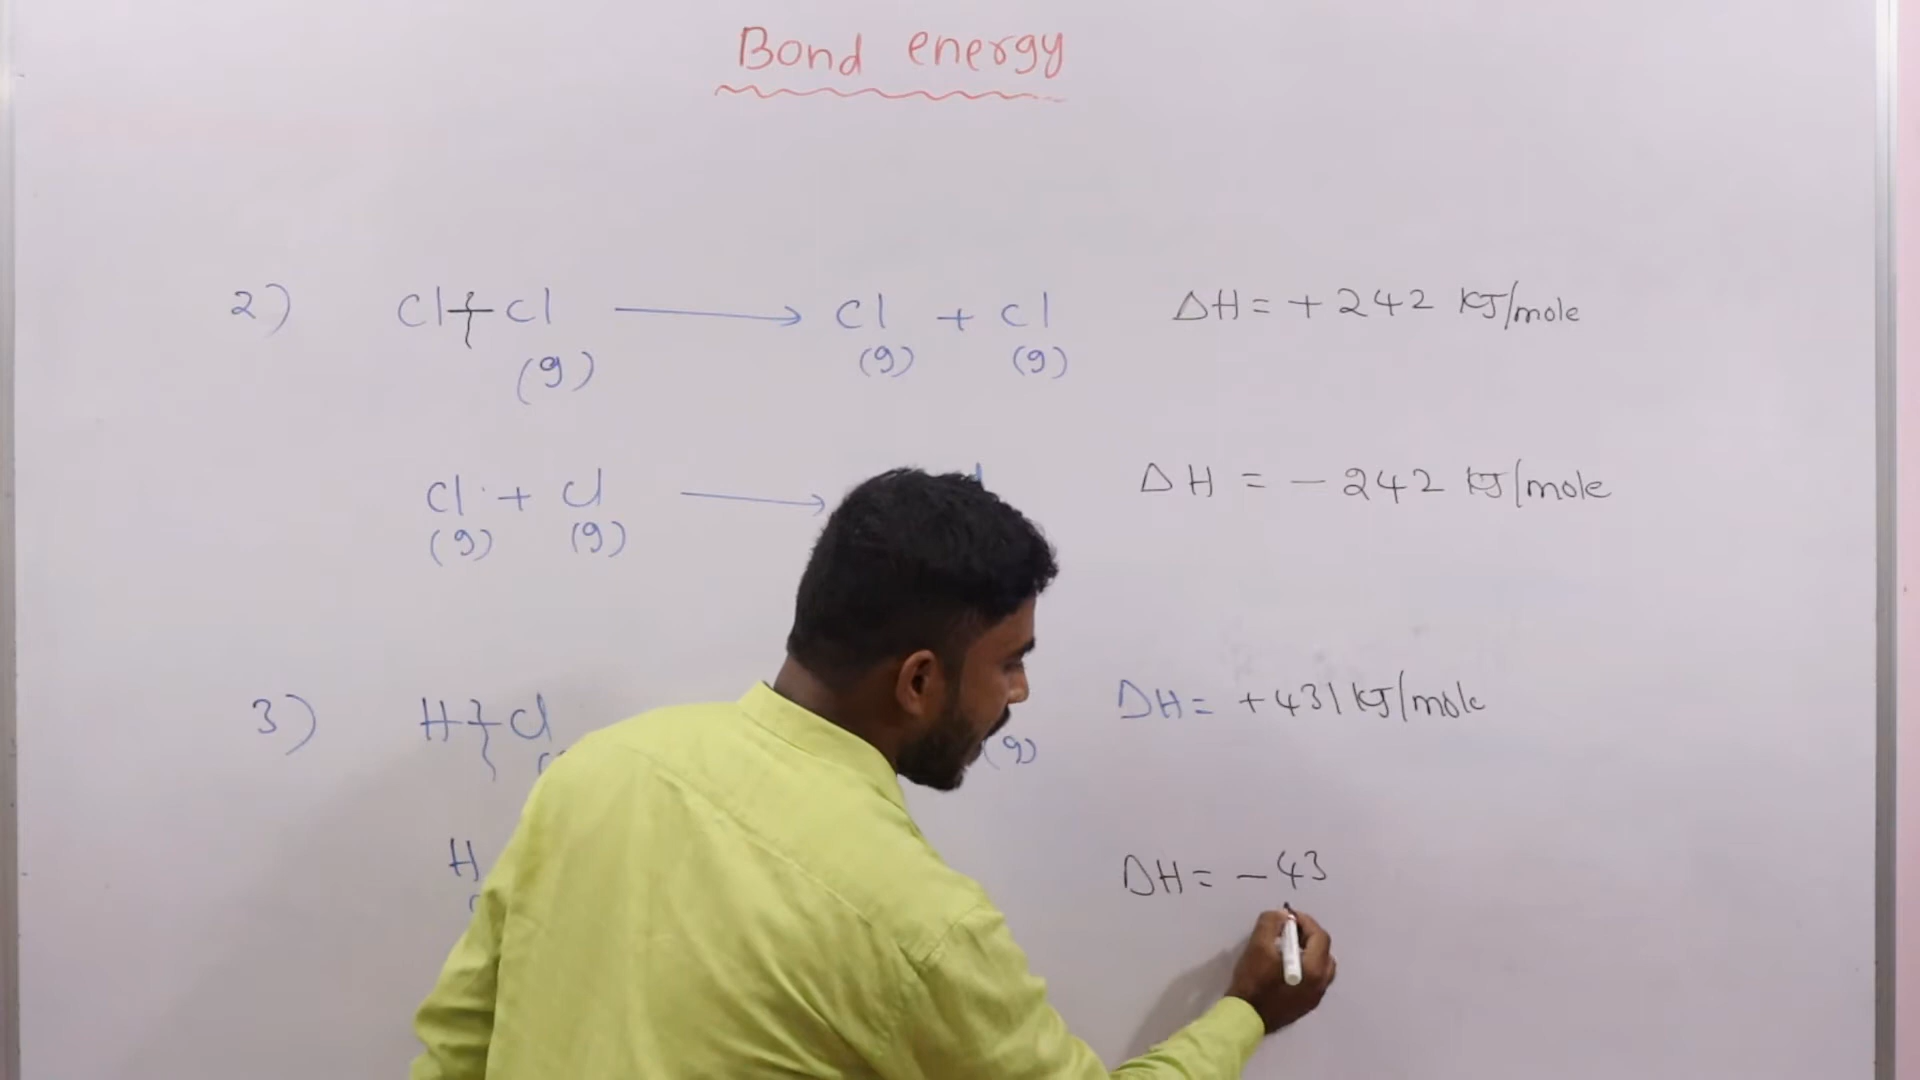 Bond energy
2) Cl-Cl (g) ⟶ Cl (g) + Cl (g) ΔH = + 242 KJ/mole
Cl (g) + Cl (g) ⟶ ΔH = - 242 KJ/mole
3) H-Cl (g) ΔH = +431 KJ/mole
H ΔH = - 43